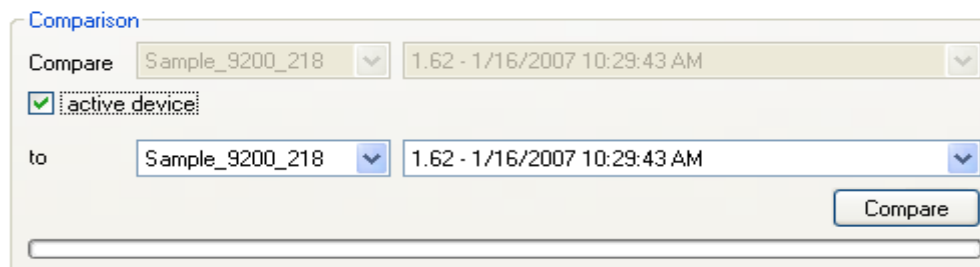 Comparison
Compare Sample_9200_218 1.62 - 1/16/2007 10:29:43 AM
active device
to Sample_9200_218 1.62 - 1/16/2007 10:29:43 AM
Compare